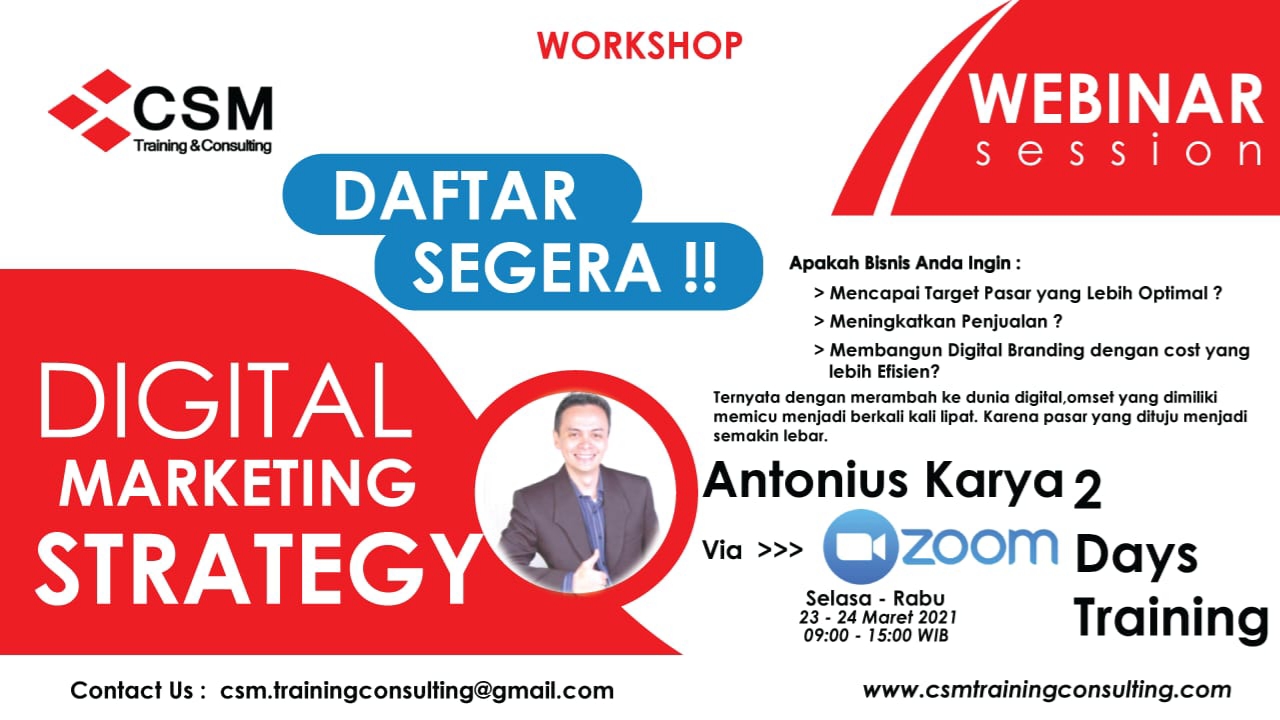 WORKSHOP
CSM
Training & Consulting
WEBINAR
session
DAFTAR
SEGERA !!
Apakah Bisnis Anda Ingin :
> Mencapai Target Pasar yang Lebih Optimal ?
> Meningkatkan Penjualan ?
> Membangun Digital Branding dengan cost yang
lebih Efisien?
Ternyata dengan merambah ke dunia digital,omset yang dimiliki
memicu menjadi berkali kali lipat. Karena pasar yang dituju menjadi
semakin lebar.
DIGITAL
MARKETING
STRATEGY
Antonius Karya
Via >>> zoom
Selasa - Rabu
23 - 24 Maret 2021
09:00 - 15:00 WIB
2
Days
Training
Contact Us : csm.trainingconsulting@gmail.com
www.csmtrainingconsulting.com